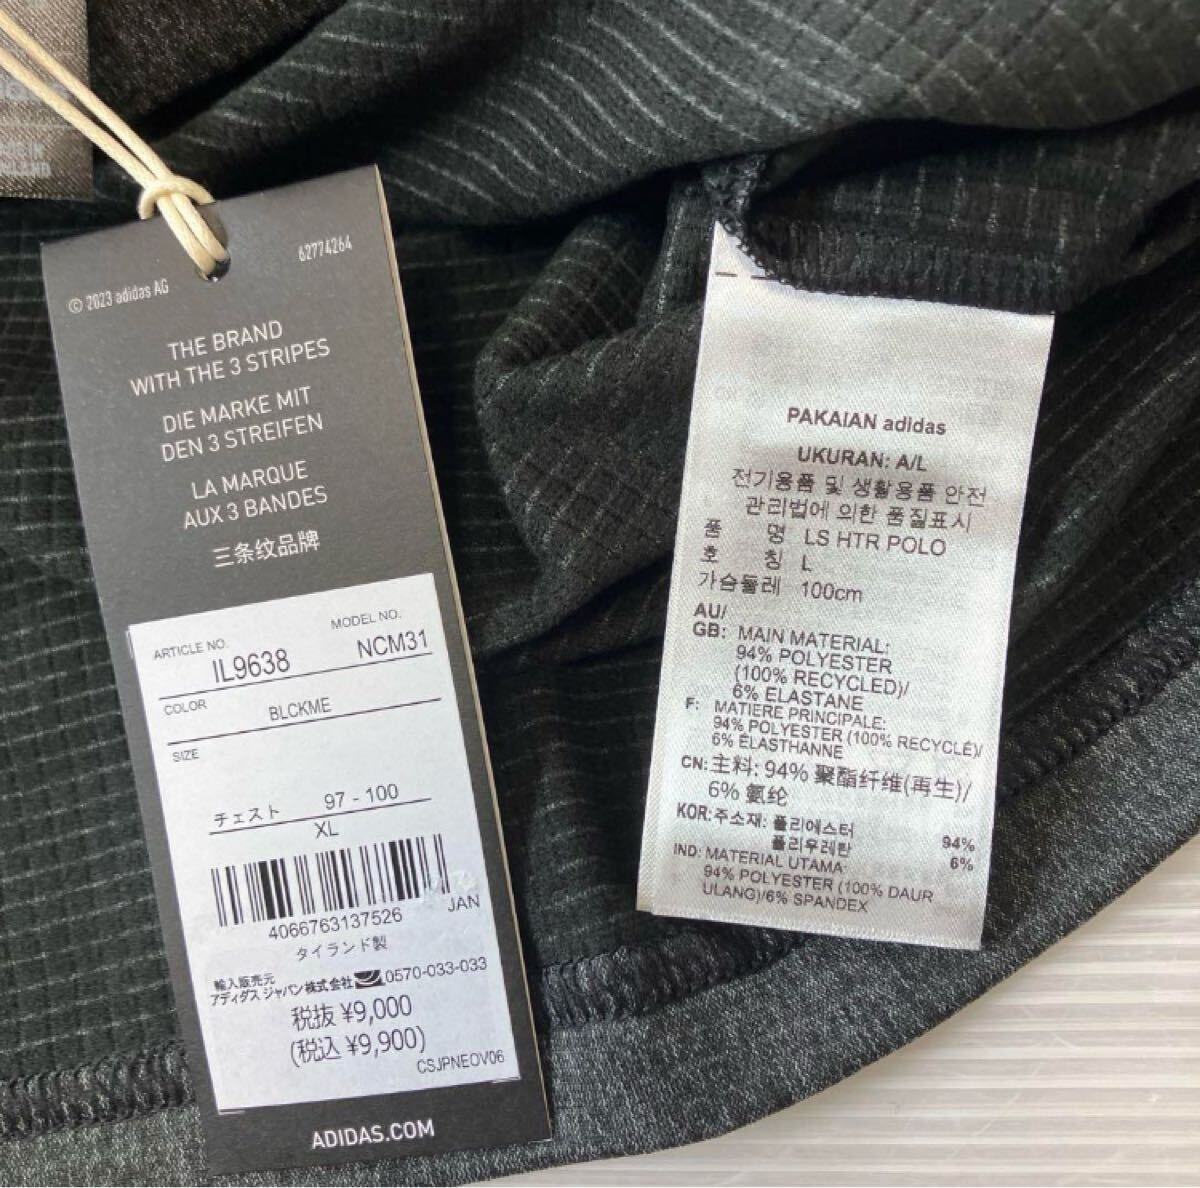 62774264
© 2023 adidas AG
THE BRAND
WITH THE 3 STRIPES
DIE MARKE MIT
DEN 3 STREIFEN
LA MARQUE
AUX 3 BANDES
三条纹品牌
ARTICLE NO. MODEL NO.
IL9638 NCM31
COLOR
BLCKME
SIZE
チェスト 97 - 100
XL
4066763137526 JAN
タイランド製
輸入販売元
アディダス ジャパン株式会社 0570-033-033
税抜 ¥9,000
(税込 ¥9,900)
CSJPNEOV06
ADIDAS.COM
PAKAIAN adidas
UKURAN: A/L
전기용품 및 생활용품 안전
관리법에 의한 품질표시
품 명 LS HTR POLO
호 칭 L
가슴둘레 100cm
AU/
GB: MAIN MATERIAL:
94% POLYESTER
(100% RECYCLED)/
6% ELASTANE
F: MATIERE PRINCIPALE:
94% POLYESTER (100% RECYCLÉ)/
6% ÉLASTHANNE
CN: 主料: 94% 聚酯纤维(再生)/
6% 氨纶
KOR: 주소재: 폴리에스터 94%
폴리우레탄 6%
IND: MATERIAL UTAMA:
94% POLYESTER (100% DAUR
ULANG)/6% SPANDEX